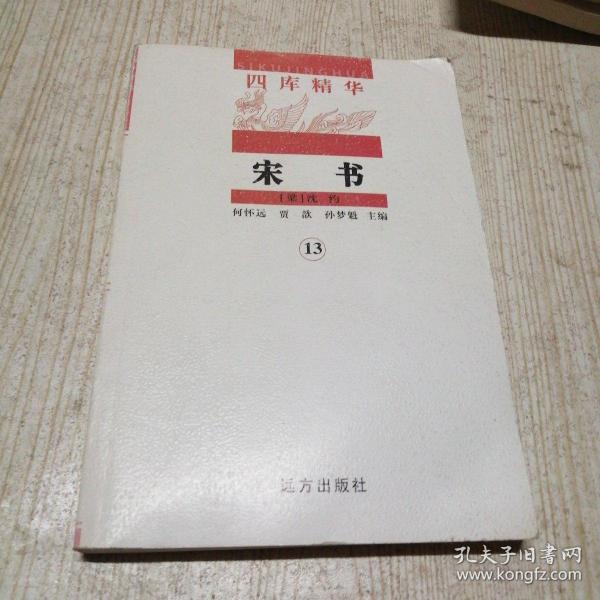 SIKUJINGHUA
四库精华
宋书
[梁]沈约
何怀远 贾歆 孙梦魁 主编
13
远方出版社
孔夫子旧书网
www.kongfz.com